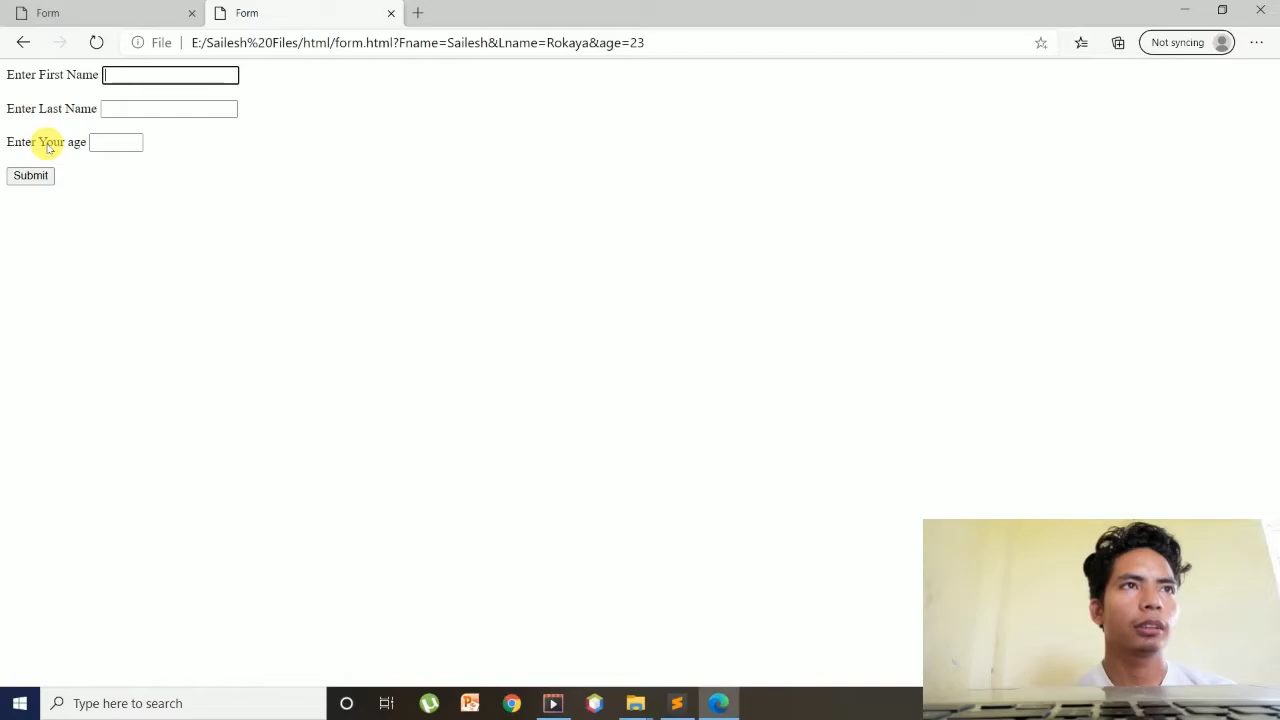 Form
Form
File
E:/Sailesh%20Files/html/form.html?Fname=Sailesh&Lname=Rokaya&age=23
Not syncing
Enter First Name
Enter Last Name
Enter Your age
Submit
Type here to search